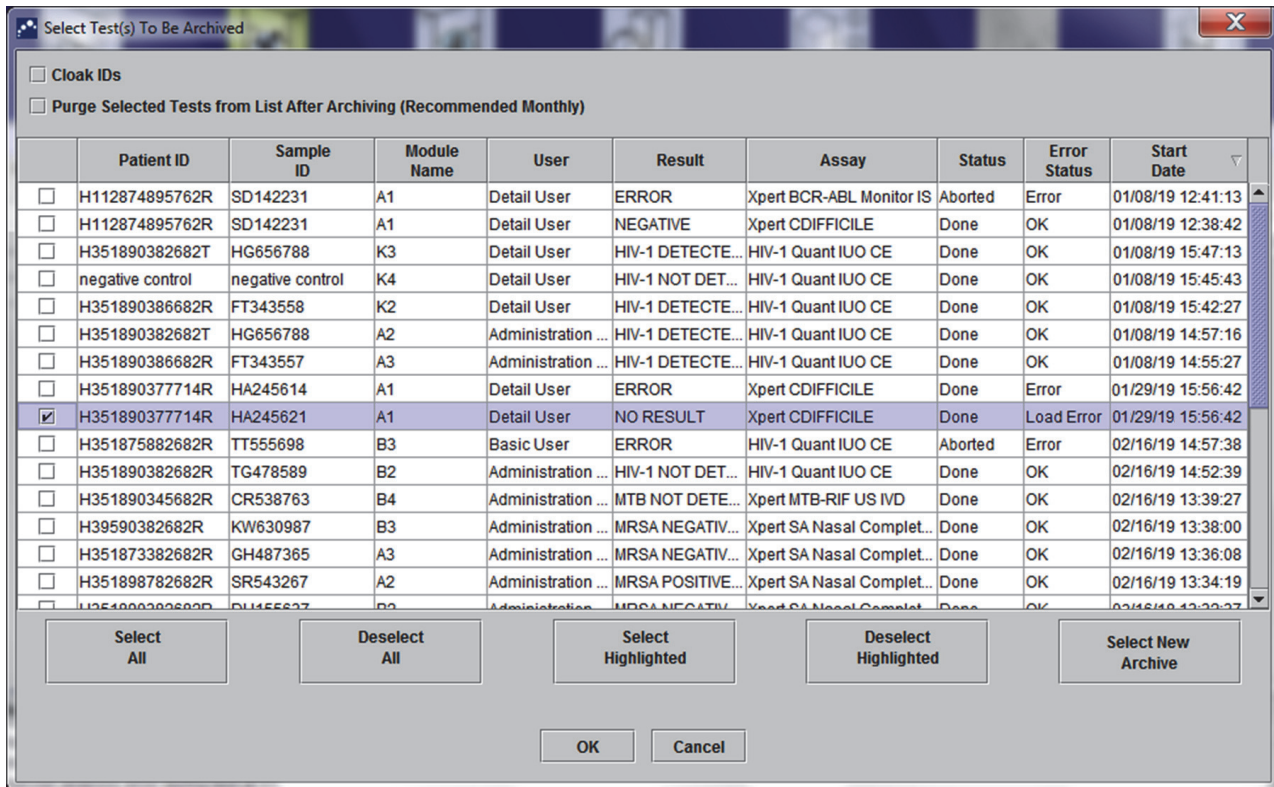 Select Test(s) To Be Archived
Cloak IDs
Purge Selected Tests from List After Archiving (Recommended Monthly)
Patient ID Sample ID Module Name User Result Assay Status Error Status Start Date
H112874895762R SD142231 A1 Detail User ERROR Xpert BCR-ABL Monitor IS Aborted Error 01/08/19 12:41:13
H112874895762R SD142231 A1 Detail User NEGATIVE Xpert CDIFFICILE Done OK 01/08/19 12:38:42
H351890382682T HG656788 K3 Detail User HIV-1 DETECTE... HIV-1 Quant IUO CE Done OK 01/08/19 15:47:13
negative control negative control K4 Detail User HIV-1 NOT DET... HIV-1 Quant IUO CE Done OK 01/08/19 15:45:43
H351890386682R FT343558 K2 Detail User HIV-1 DETECTE... HIV-1 Quant IUO CE Done OK 01/08/19 15:42:27
H351890382682T HG656788 A2 Administration ... HIV-1 DETECTE... HIV-1 Quant IUO CE Done OK 01/08/19 14:57:16
H351890386682R FT343557 A3 Administration ... HIV-1 DETECTE... HIV-1 Quant IUO CE Done OK 01/08/19 14:55:27
H351890377714R HA245614 A1 Detail User ERROR Xpert CDIFFICILE Done Error 01/29/19 15:56:42
H351890377714R HA245621 A1 Detail User NO RESULT Xpert CDIFFICILE Done Load Error 01/29/19 15:56:42
H351875882682R TT555698 B3 Basic User ERROR HIV-1 Quant IUO CE Aborted Error 02/16/19 14:57:38
H351890382682R TG478589 B2 Administration ... HIV-1 NOT DET... HIV-1 Quant IUO CE Done OK 02/16/19 14:52:39
H351890345682R CR538763 B4 Administration ... MTB NOT DETE... Xpert MTB-RIF US IVD Done OK 02/16/19 13:39:27
H39590382682R KW630987 B3 Administration ... MRSA NEGATIV... Xpert SA Nasal Complet... Done OK 02/16/19 13:38:00
H351873382682R GH487365 A3 Administration ... MRSA NEGATIV... Xpert SA Nasal Complet... Done OK 02/16/19 13:36:08
H351898782682R SR543267 A2 Administration ... MRSA POSITIVE... Xpert SA Nasal Complet... Done OK 02/16/19 13:34:19
Select All Deselect All Select Highlighted Deselect Highlighted Select New Archive
OK Cancel